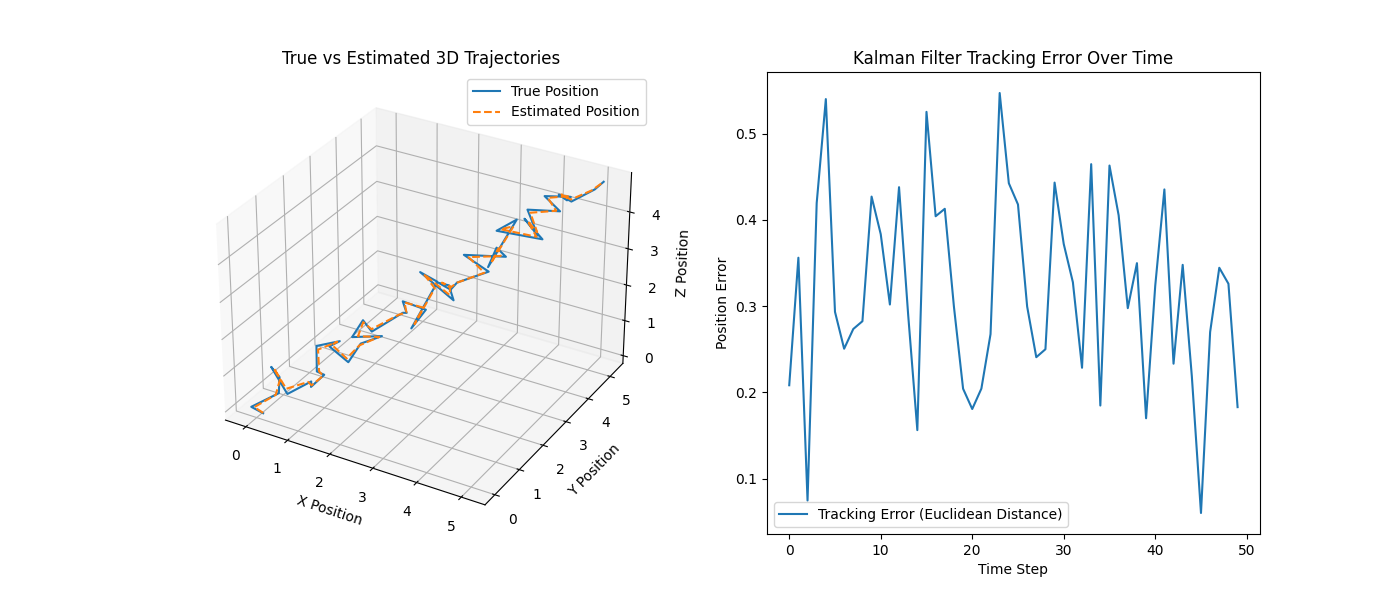 True vs Estimated 3D Trajectories
True Position
Estimated Position
4
3
2
1
0
Z Position
5
4
3
2
1
0
Y Position
0
1
2
3
4
5
X Position
Kalman Filter Tracking Error Over Time
0.5
0.4
0.3
0.2
0.1
Position Error
Tracking Error (Euclidean Distance)
0 10 20 30 40 50
Time Step